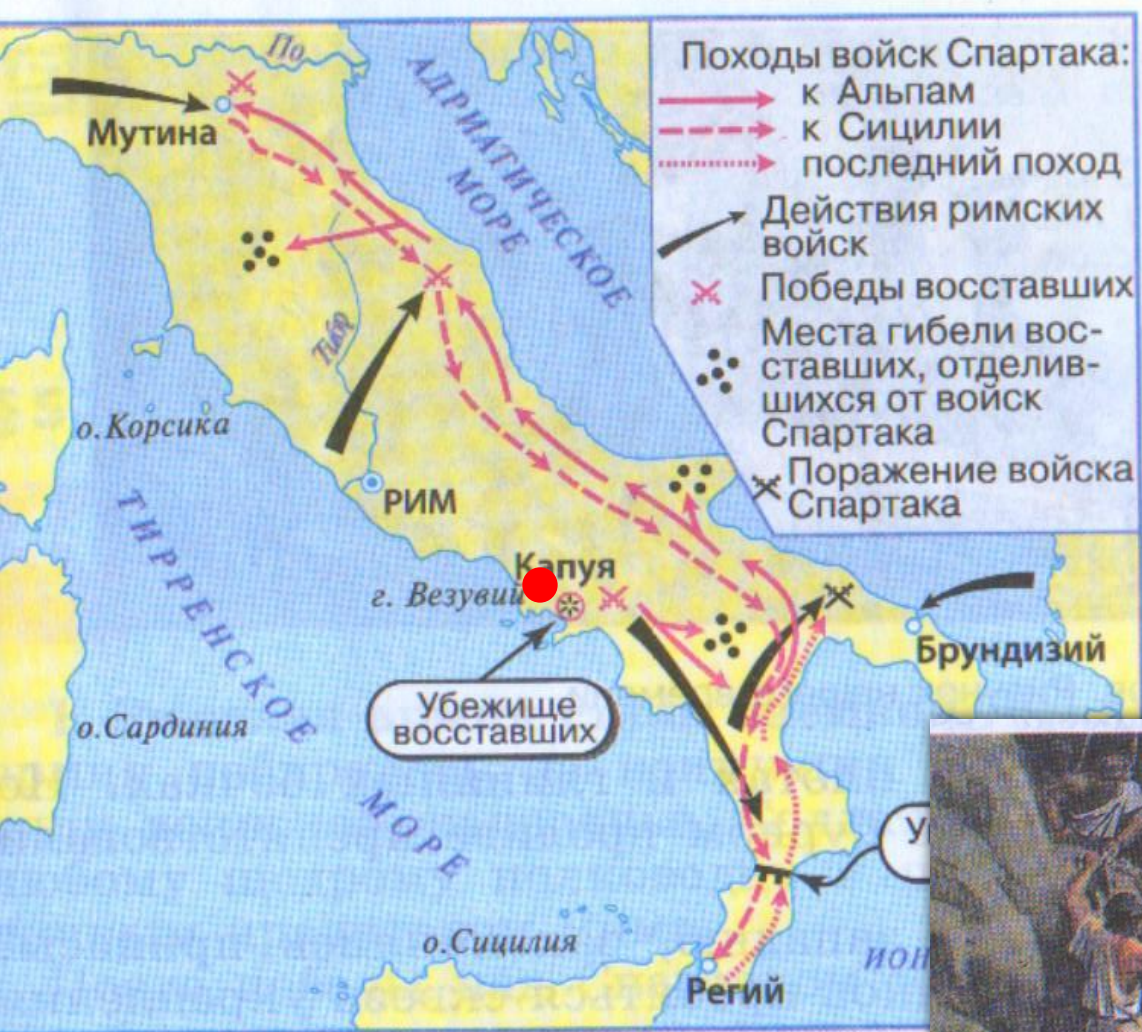 Походы войск Спартака:
к Альпам
к Сицилии
последний поход
Действия римских
войск
Победы восставших
Места гибели вос-
ставших, отделив-
шихся от войск
Спартака
Поражение войска
Спартака
По
Мутина
АДРИАТИЧЕСКОЕ
МОРЕ
Тибр
о.Корсика
РИМ
ТИРРЕНСКОЕ
МОРЕ
Капуя
г. Везувий
Убежище
восставших
Брундизий
о.Сардиния
о.Сицилия
Регий